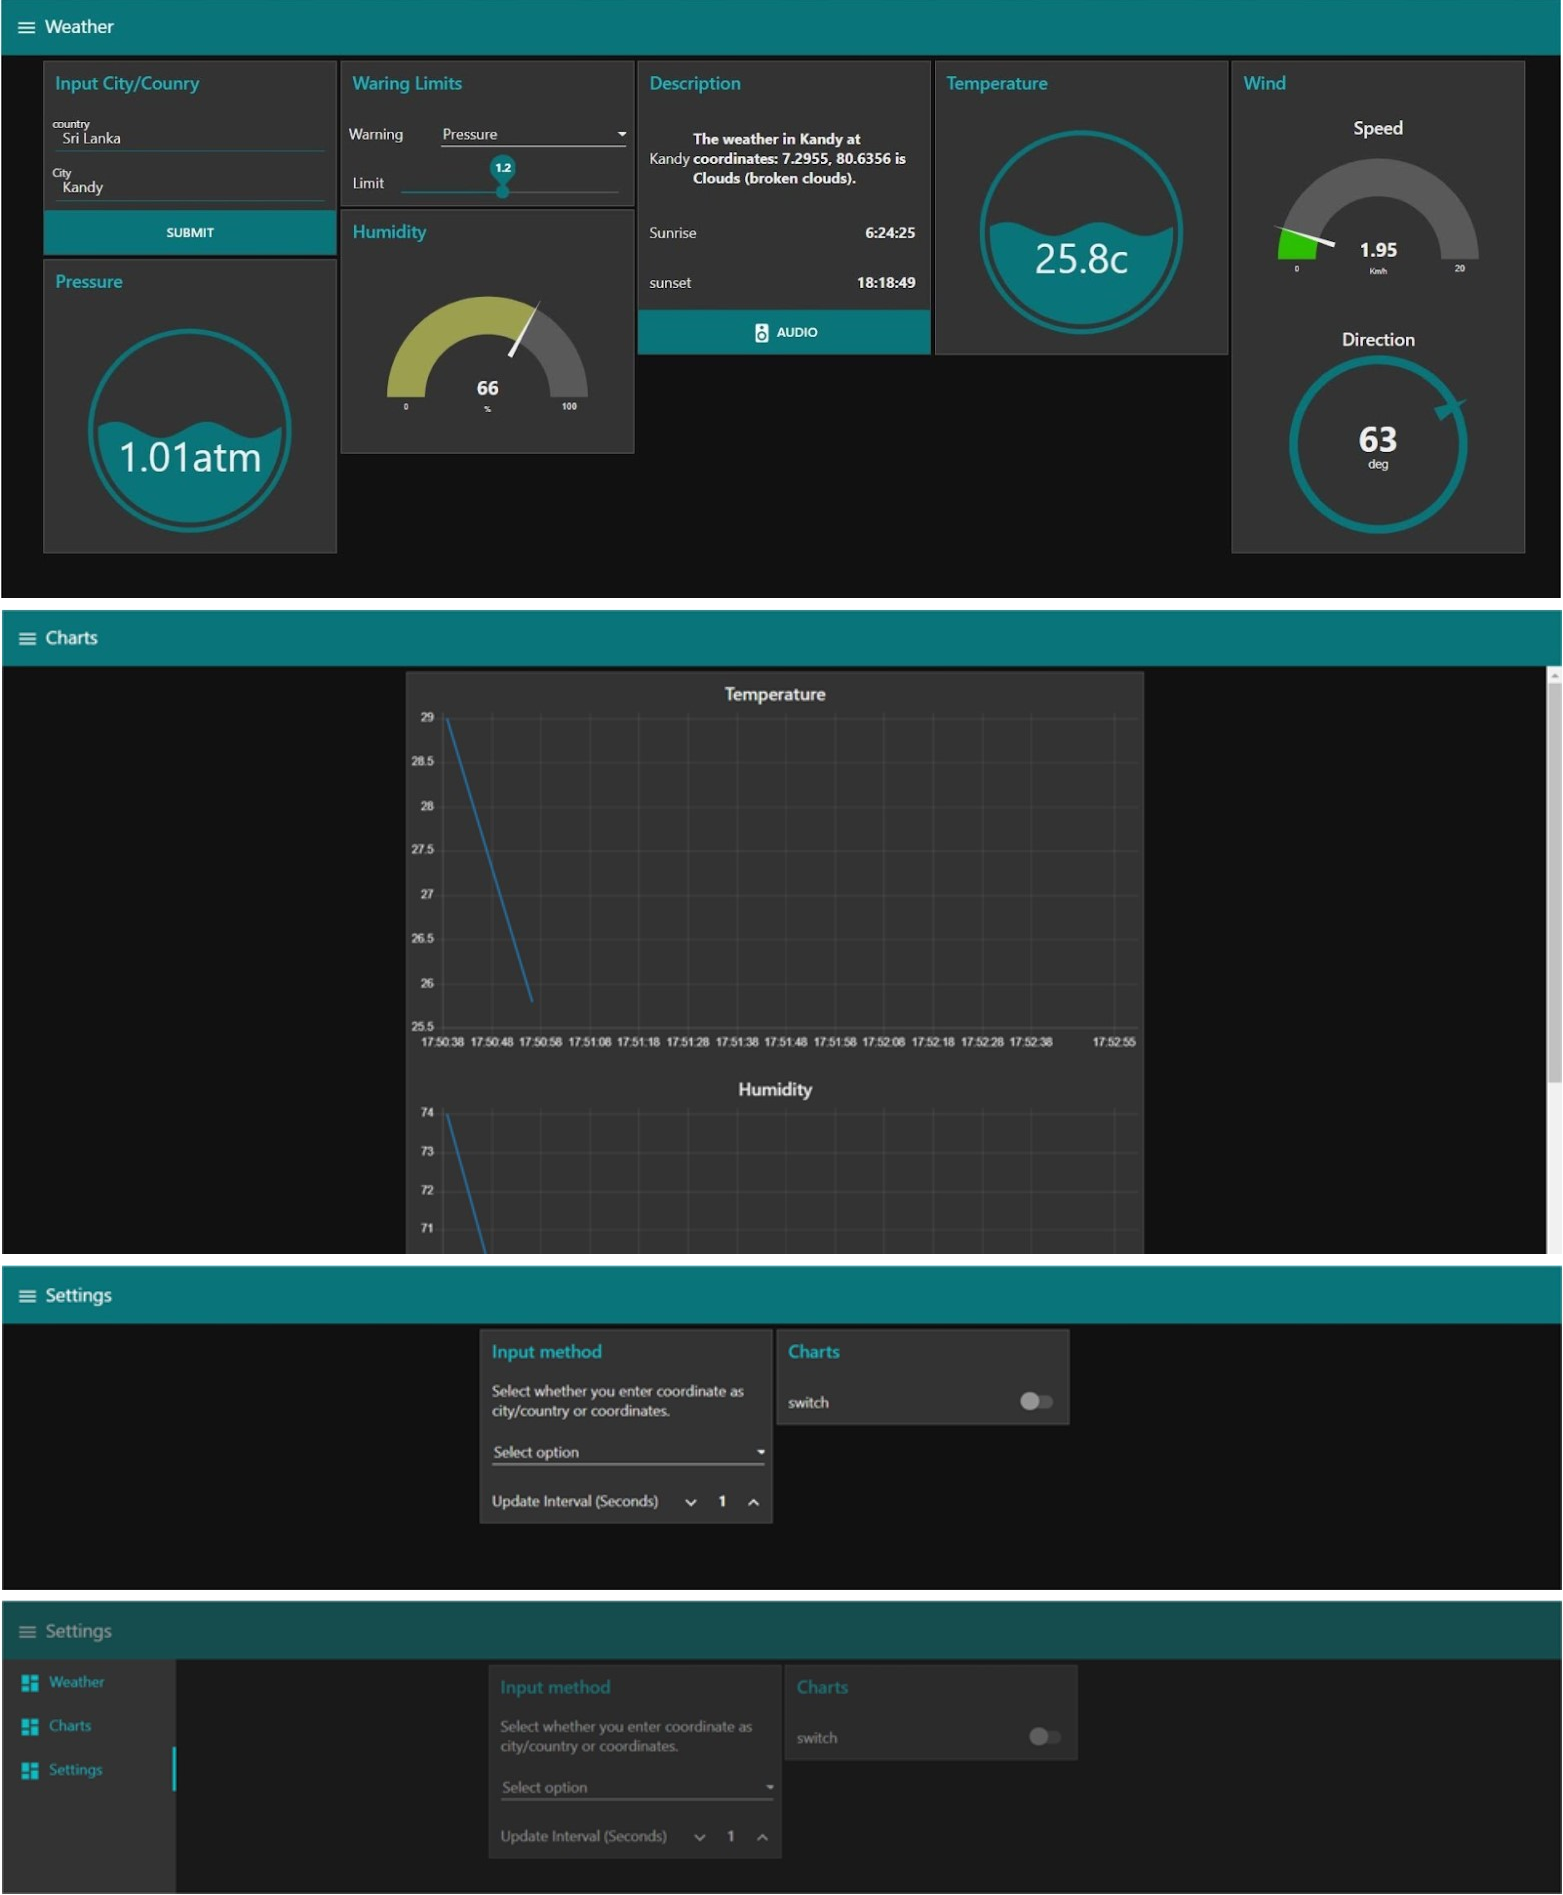 Weather
Input City/Counry
country
Sri Lanka
City
Kandy
SUBMIT
Pressure
1.01atm
Waring Limits
Warning Pressure
1.2
Limit
Humidity
66
%
0 100
Description
The weather in Kandy at
Kandy coordinates: 7.2955, 80.6356 is
Clouds (broken clouds).
Sunrise 6:24:25
sunset 18:18:49
AUDIO
Temperature
25.8c
Wind
Speed
1.95
Km/h
0 20
Direction
63
deg
Charts
Temperature
29
28.5
28
27.5
27
26.5
26
25.5
17:50:38 17:50:48 17:50:58 17:51:08 17:51:18 17:51:28 17:51:38 17:51:48 17:51:58 17:52:08 17:52:18 17:52:28 17:52:38 17:52:55
Humidity
74
73
72
71
Settings
Input method
Select whether you enter coordinate as
city/country or coordinates.
Select option
Update Interval (Seconds) 1
Charts
switch
Settings
Weather
Charts
Settings
Input method
Select whether you enter coordinate as
city/country or coordinates.
Select option
Update Interval (Seconds) 1
Charts
switch